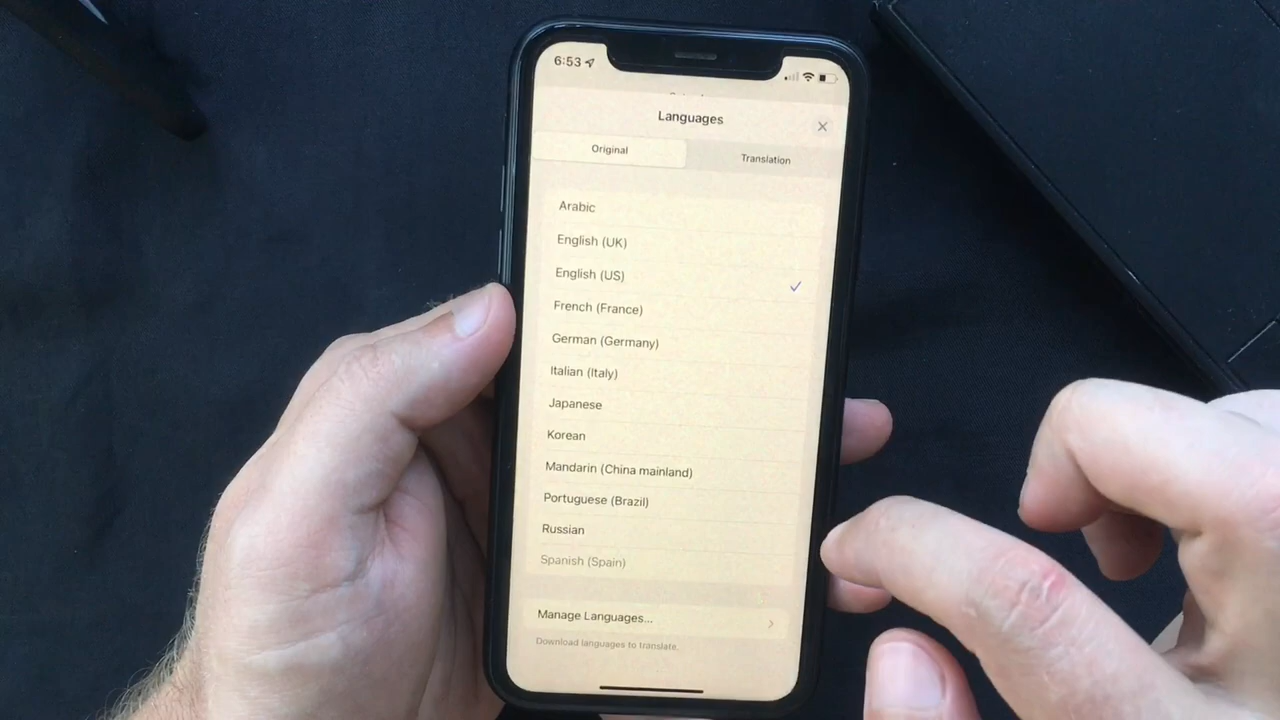 6:53
Languages
Original
Translation
Arabic
English (UK)
English (US)
French (France)
German (Germany)
Italian (Italy)
Japanese
Korean
Mandarin (China mainland)
Portuguese (Brazil)
Russian
Spanish (Spain)
Manage Languages...
Download languages to translate.